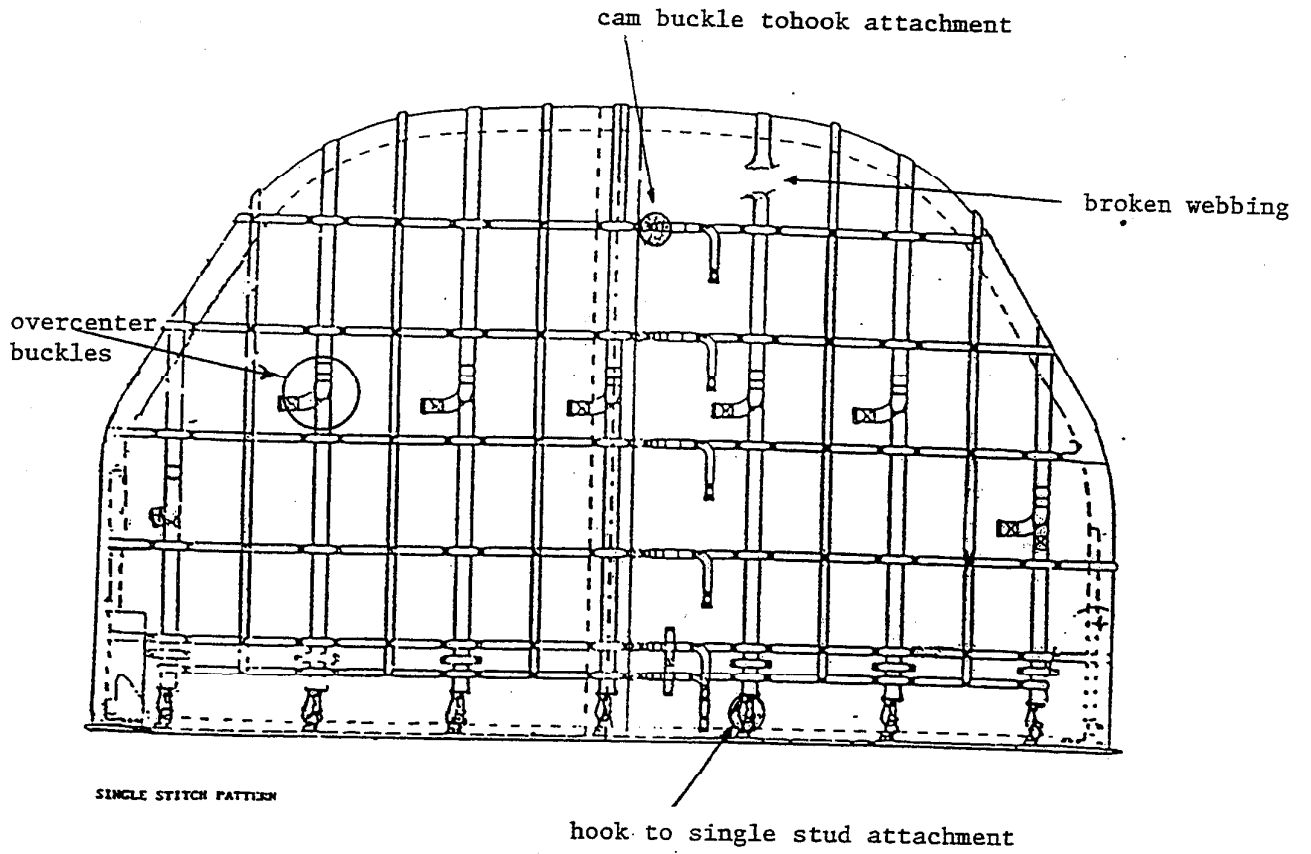 cam buckle tohook attachment
broken webbing
overcenter
buckles
SINGLE STITCH PATTERN
hook to single stud attachment